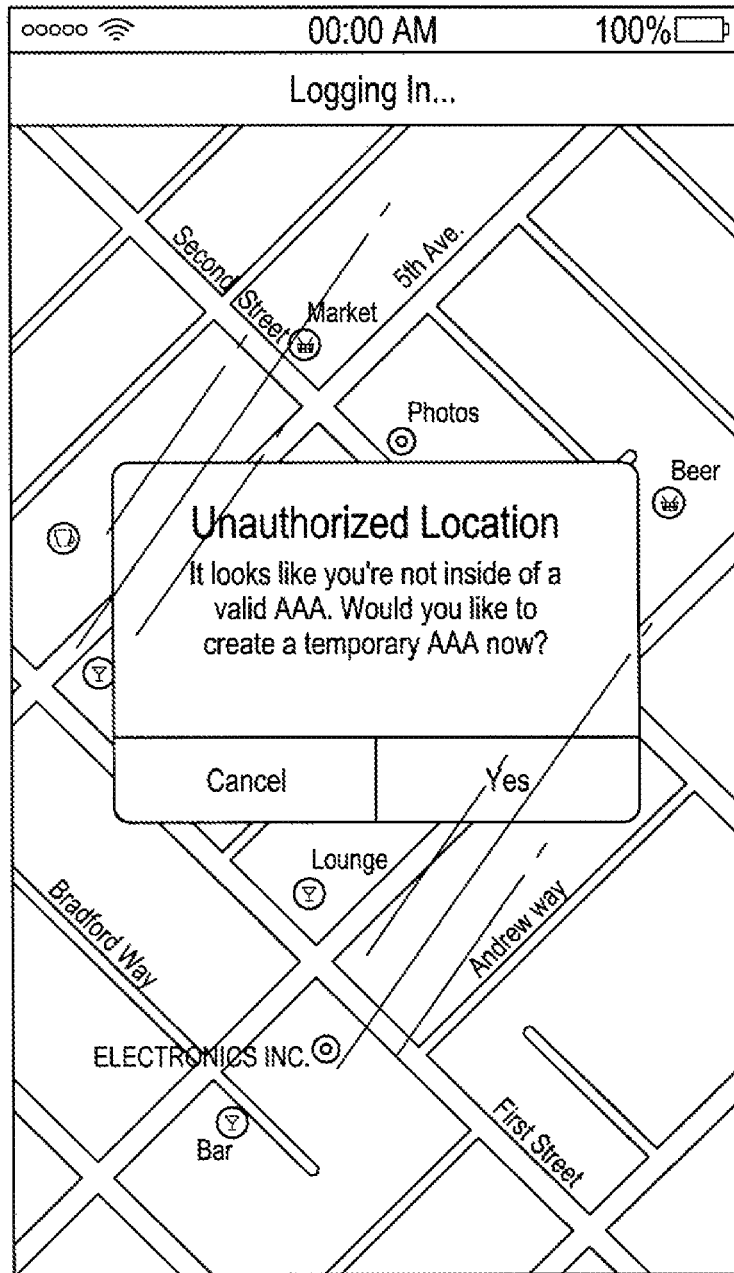 00:00 AM
100%
Logging In...
Second Street
5th Ave.
Market
Photos
Beer
Unauthorized Location
It looks like you're not inside of a
valid AAA. Would you like to
create a temporary AAA now?
Cancel
Yes
Lounge
Bradford Way
Andrew way
ELECTRONICS INC.
First Street
Bar